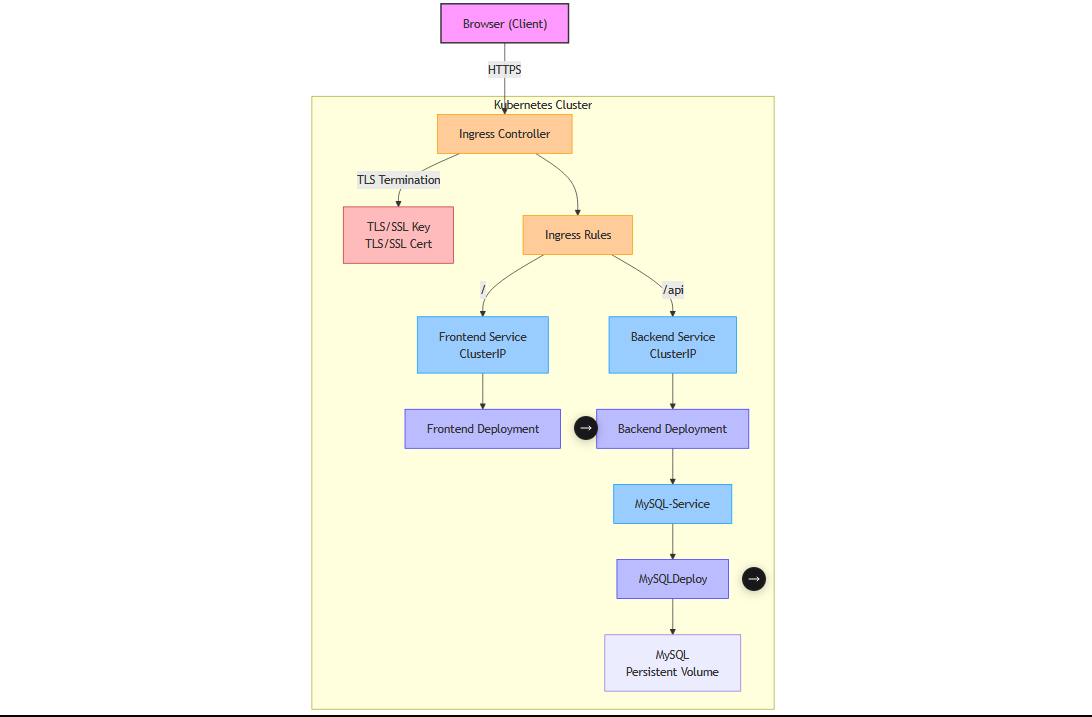 Browser (Client)
HTTPS
Kubernetes Cluster
Ingress Controller
TLS Termination
TLS/SSL Key
TLS/SSL Cert
Ingress Rules
/
/api
Frontend Service
ClusterIP
Backend Service
ClusterIP
Frontend Deployment
→
Backend Deployment
MySQL-Service
MySQLDeploy
→
MySQL
Persistent Volume